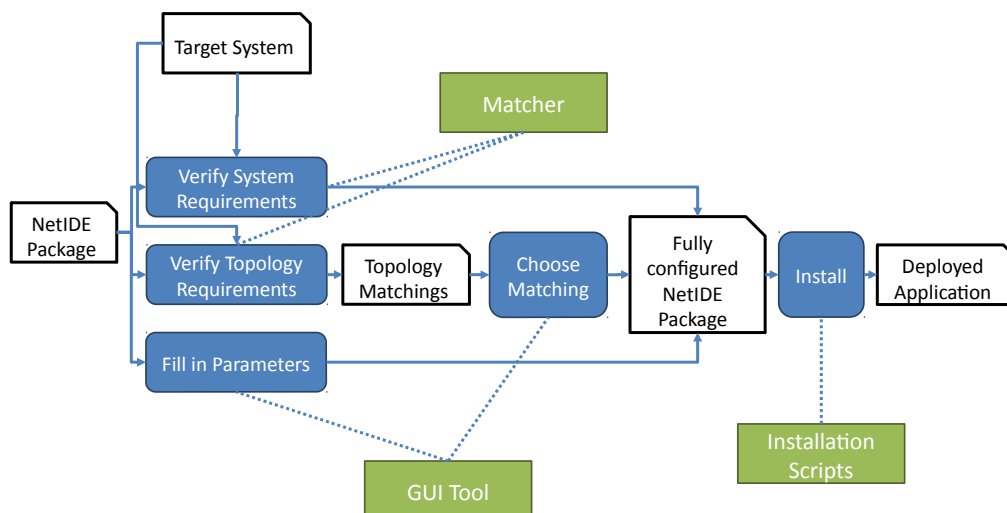 Target System
Matcher
Verify System
Requirements
NetIDE
Package
Verify Topology
Requirements
Topology
Matchings
Choose
Matching
Fully
configured
NetIDE
Package
Install
Deployed
Application
Fill in Parameters
GUI Tool
Installation
Scripts